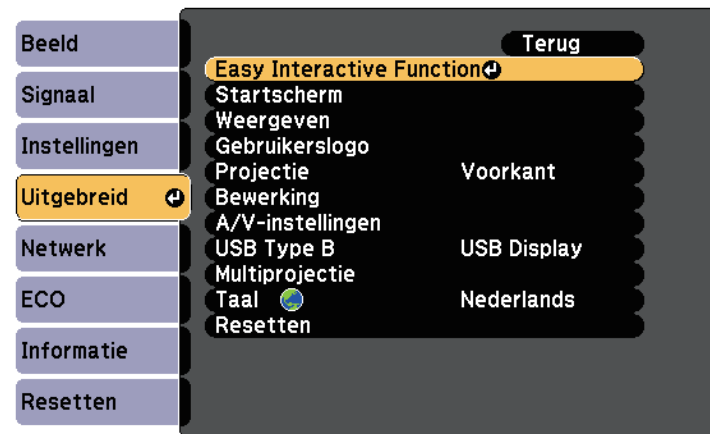 Beeld
Signaal
Instellingen
Uitgebreid
Netwerk
ECO
Informatie
Resetten
Terug
Easy Interactive Function
Startscherm
Weergeven
Gebruikerslogo
Projectie Voorkant
Bewerking
A/V-instellingen
USB Type B USB Display
Multiprojectie
Taal Nederlands
Resetten